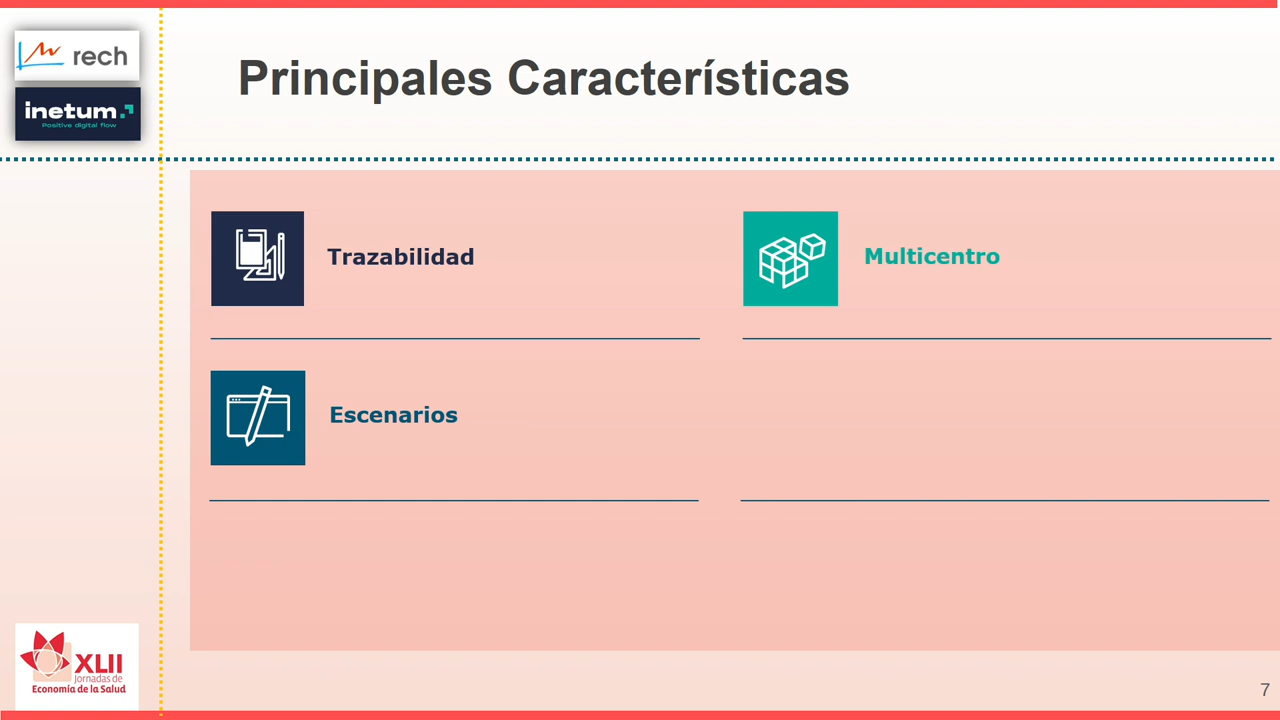 rech
inetum
Positive digital flow
Principales Características
Trazabilidad
Multicentro
Escenarios
XLII
Jornadas de
Economía de la Salud
7